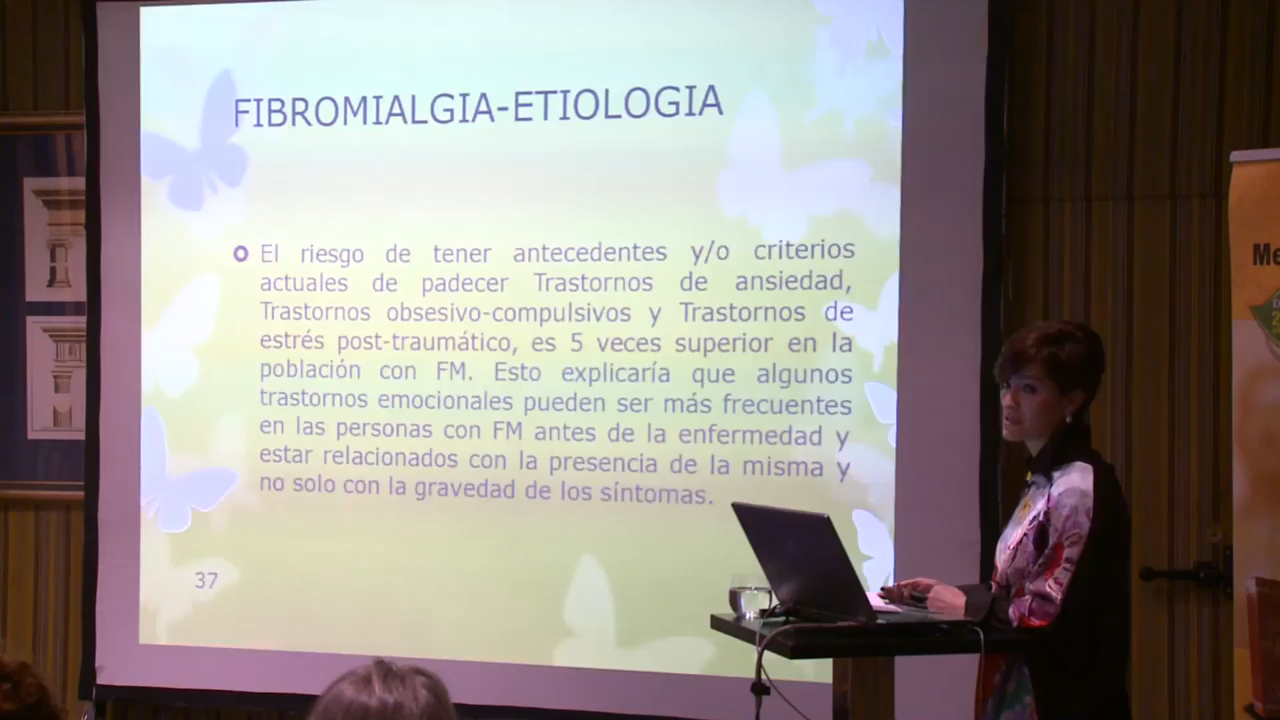 FIBROMIALGIA-ETIOLOGIA
El riesgo de tener antecedentes y/o criterios
actuales de padecer Trastornos de ansiedad,
Trastornos obsesivo-compulsivos y Trastornos de
estrés post-traumático, es 5 veces superior en la
población con FM. Esto explicaría que algunos
trastornos emocionales pueden ser más frecuentes
en las personas con FM antes de la enfermedad y
estar relacionados con la presencia de la misma y
no solo con la gravedad de los síntomas.
37